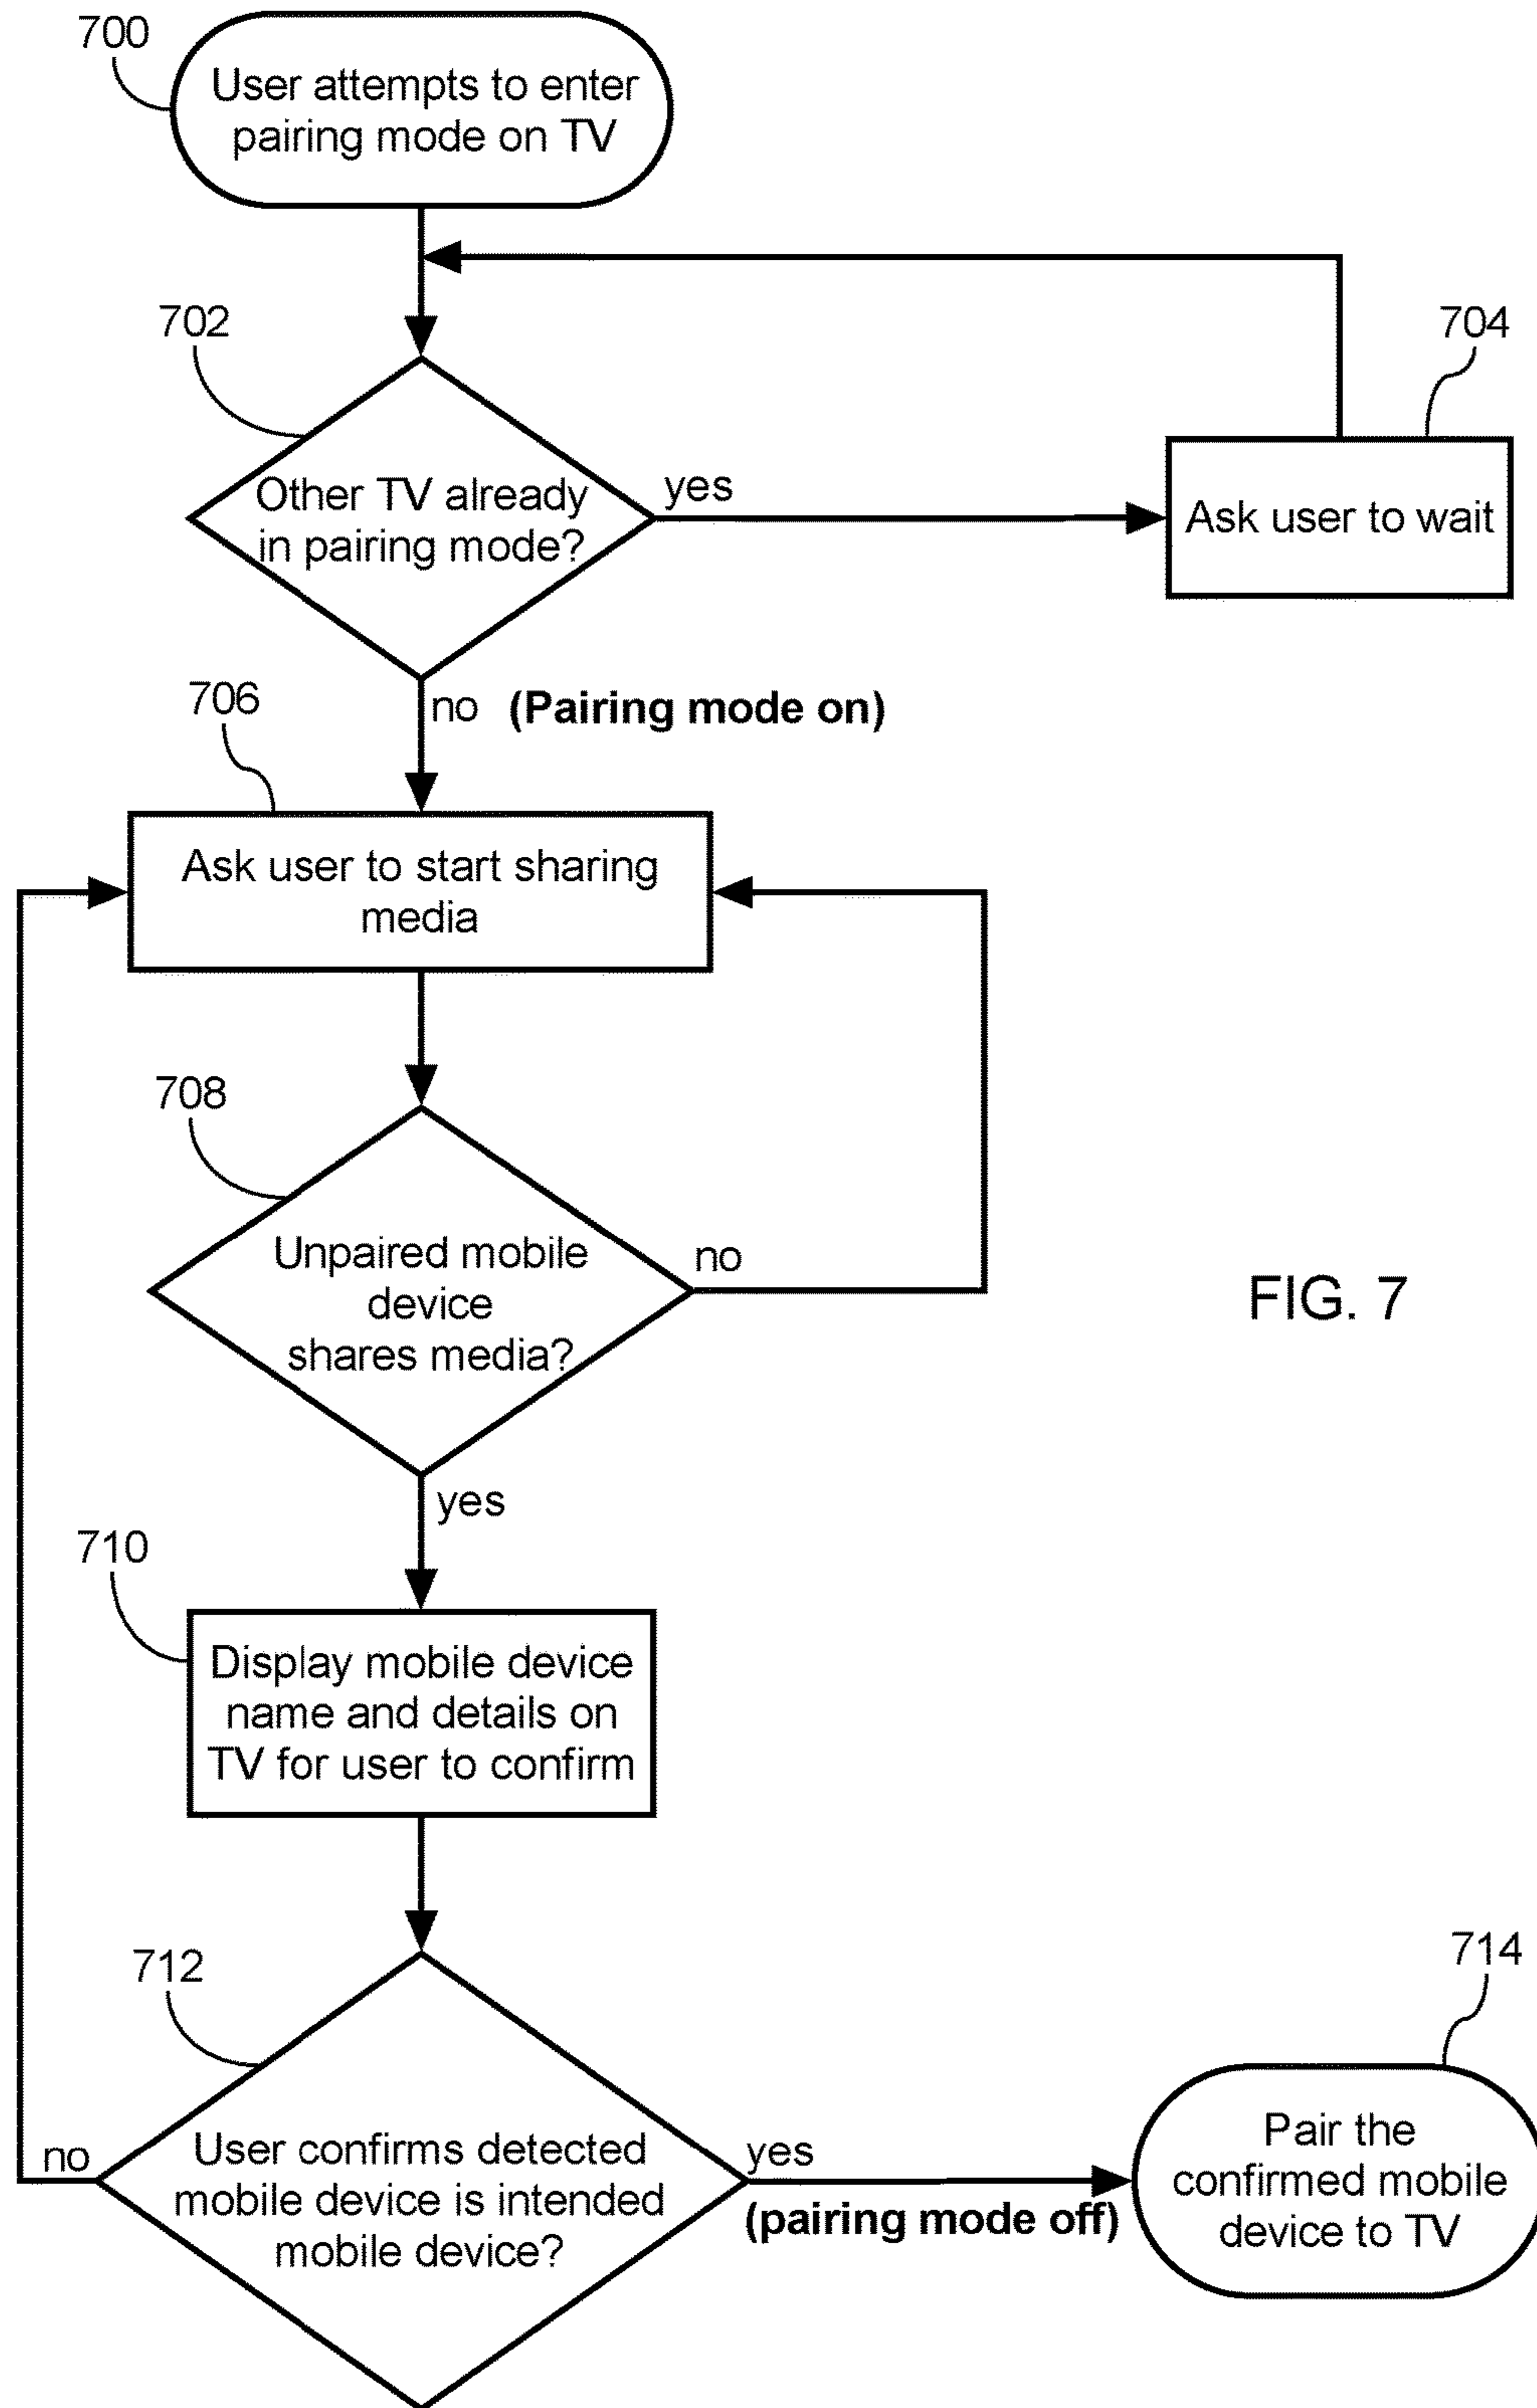 700
User attempts to enter
pairing mode on TV
702
704
Other TV already
in pairing mode?
yes
Ask user to wait
706
no (Pairing mode on)
Ask user to start sharing
media
708
Unpaired mobile
device
shares media?
no
FIG. 7
yes
710
Display mobile device
name and details on
TV for user to confirm
712
714
no
User confirms detected
mobile device is intended
mobile device?
yes
(pairing mode off)
Pair the
confirmed mobile
device to TV